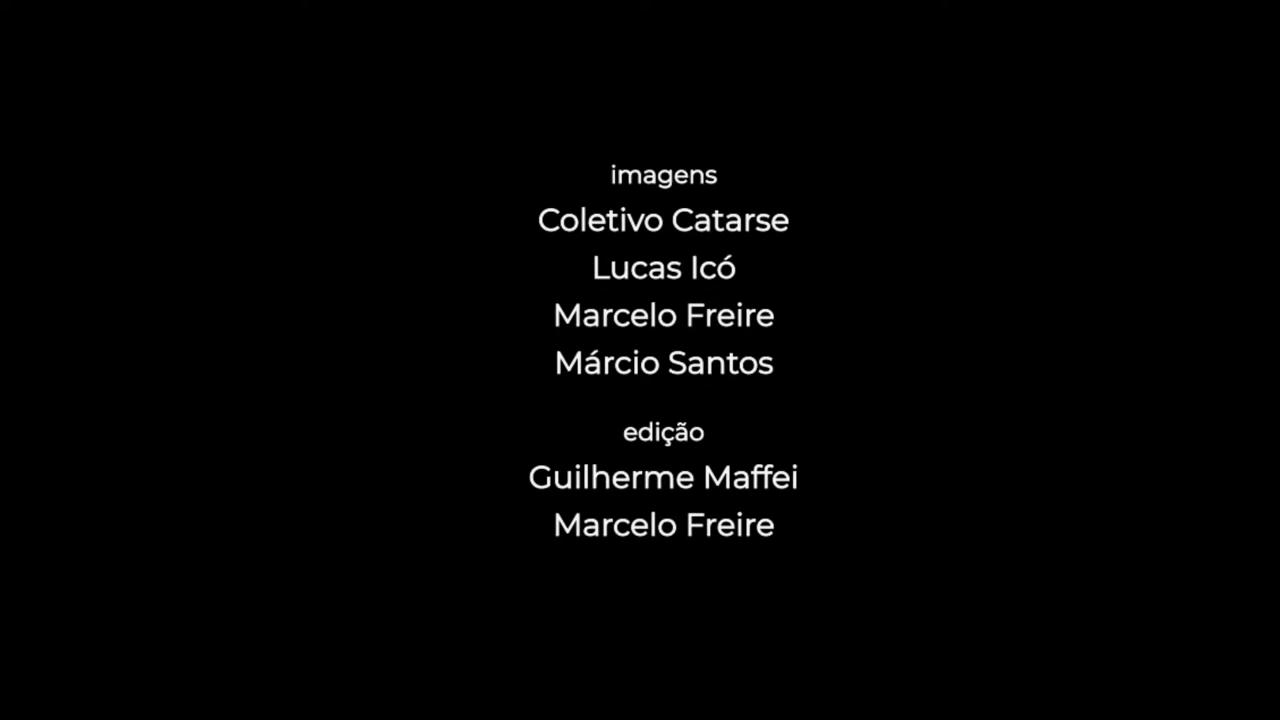 imagens
Coletivo Catarse
Lucas Icó
Marcelo Freire
Márcio Santos
edição
Guilherme Maffei
Marcelo Freire